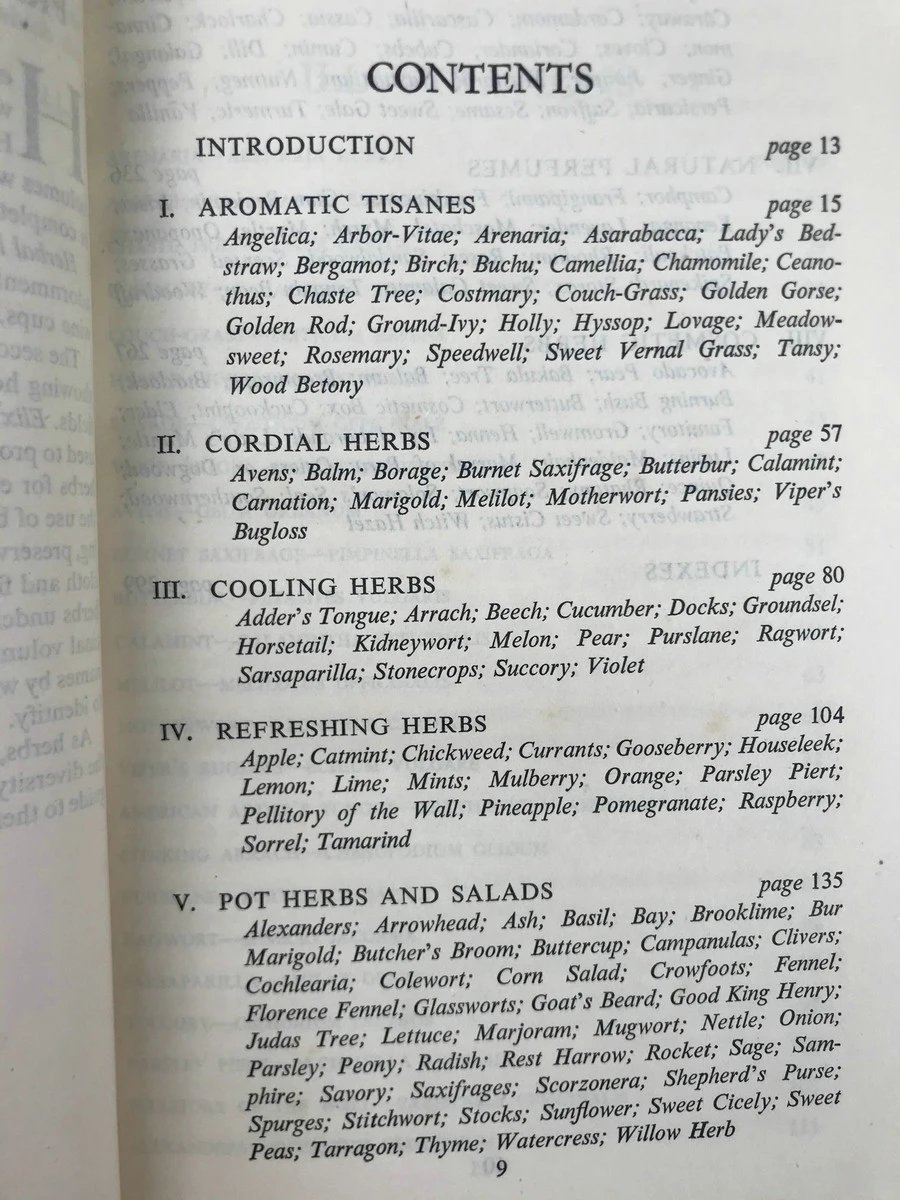 CONTENTS
INTRODUCTION page 13
I. AROMATIC TISANES page 15
Angelica; Arbor-Vitae; Arenaria; Asarabacca; Lady's Bed-
straw; Bergamot; Birch; Buchu; Camellia; Chamomile; Ceano-
thus; Chaste Tree; Costmary; Couch-Grass; Golden Gorse;
Golden Rod; Ground-Ivy; Holly; Hyssop; Lovage; Meadow-
sweet; Rosemary; Speedwell; Sweet Vernal Grass; Tansy;
Wood Betony
II. CORDIAL HERBS page 57
Avens; Balm; Borage; Burnet Saxifrage; Butterbur; Calamint;
Carnation; Marigold; Melilot; Motherwort; Pansies; Viper's
Bugloss
III. COOLING HERBS page 80
Adder's Tongue; Arrach; Beech; Cucumber; Docks; Groundsel;
Horsetail; Kidneywort; Melon; Pear; Purslane; Ragwort;
Sarsaparilla; Stonecrops; Succory; Violet
IV. REFRESHING HERBS page 104
Apple; Catmint; Chickweed; Currants; Gooseberry; Houseleek;
Lemon; Lime; Mints; Mulberry; Orange; Parsley Piert;
Pellitory of the Wall; Pineapple; Pomegranate; Raspberry;
Sorrel; Tamarind
V. POT HERBS AND SALADS page 135
Alexanders; Arrowhead; Ash; Basil; Bay; Brooklime; Bur
Marigold; Butcher's Broom; Buttercup; Campanulas; Clivers;
Cochlearia; Colewort; Corn Salad; Crowfoots; Fennel;
Florence Fennel; Glassworts; Goat's Beard; Good King Henry;
Judas Tree; Lettuce; Marjoram; Mugwort; Nettle; Onion;
Parsley; Peony; Radish; Rest Harrow; Rocket; Sage; Sam-
phire; Savory; Saxifrages; Scorzonera; Shepherd's Purse;
Spurges; Stitchwort; Stocks; Sunflower; Sweet Cicely; Sweet
Peas; Tarragon; Thyme; Watercress; Willow Herb
9